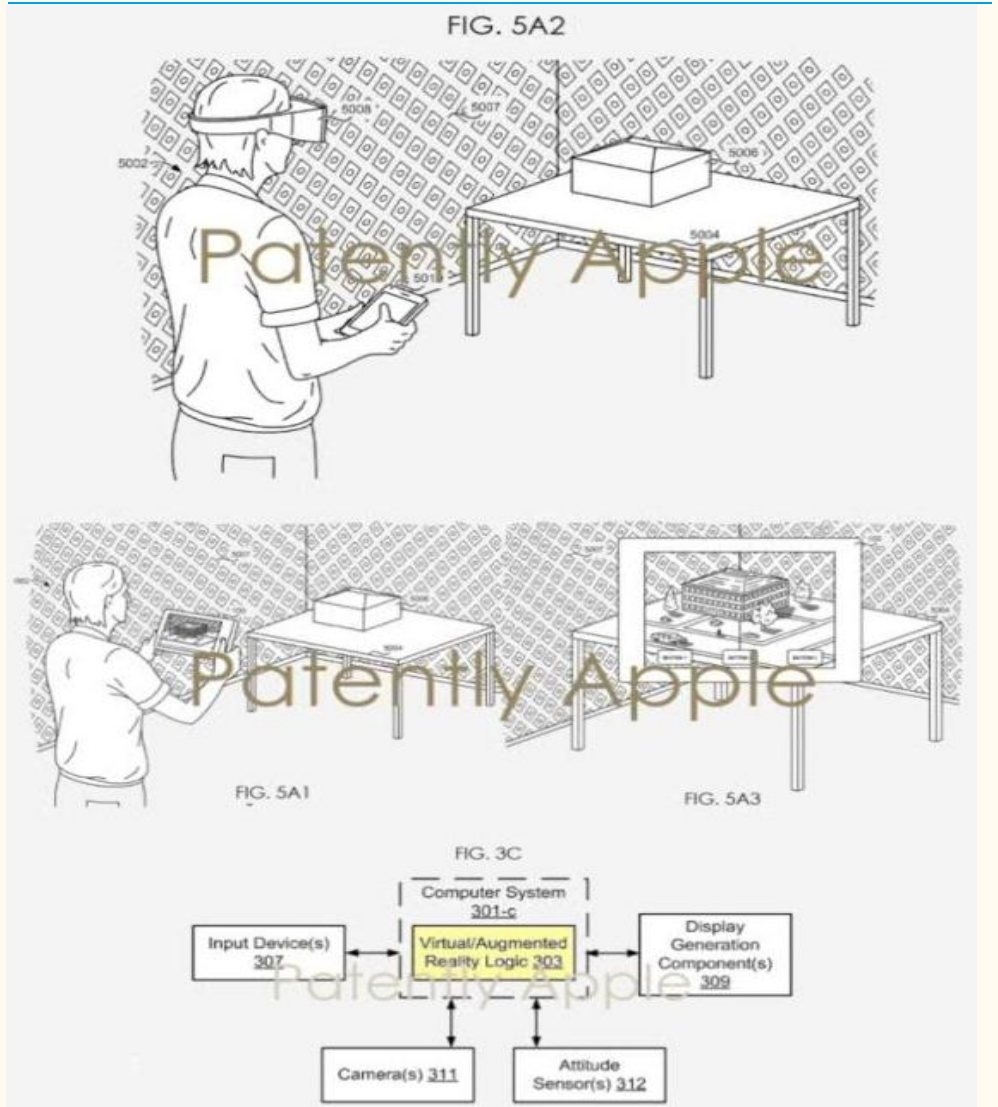 FIG. 5A2
5008
5007
5002
5006
5004
Patently Apple
5007
5004
Patently Apple
FIG. 5A1
FIG. 5A3
FIG. 3C
Computer System
301-c
Input Device(s)
307
Virtual/Augmented
Reality Logic 303
Display
Generation
Component(s)
309
Patently Apple
Camera(s) 311
Attitude
Sensor(s) 312